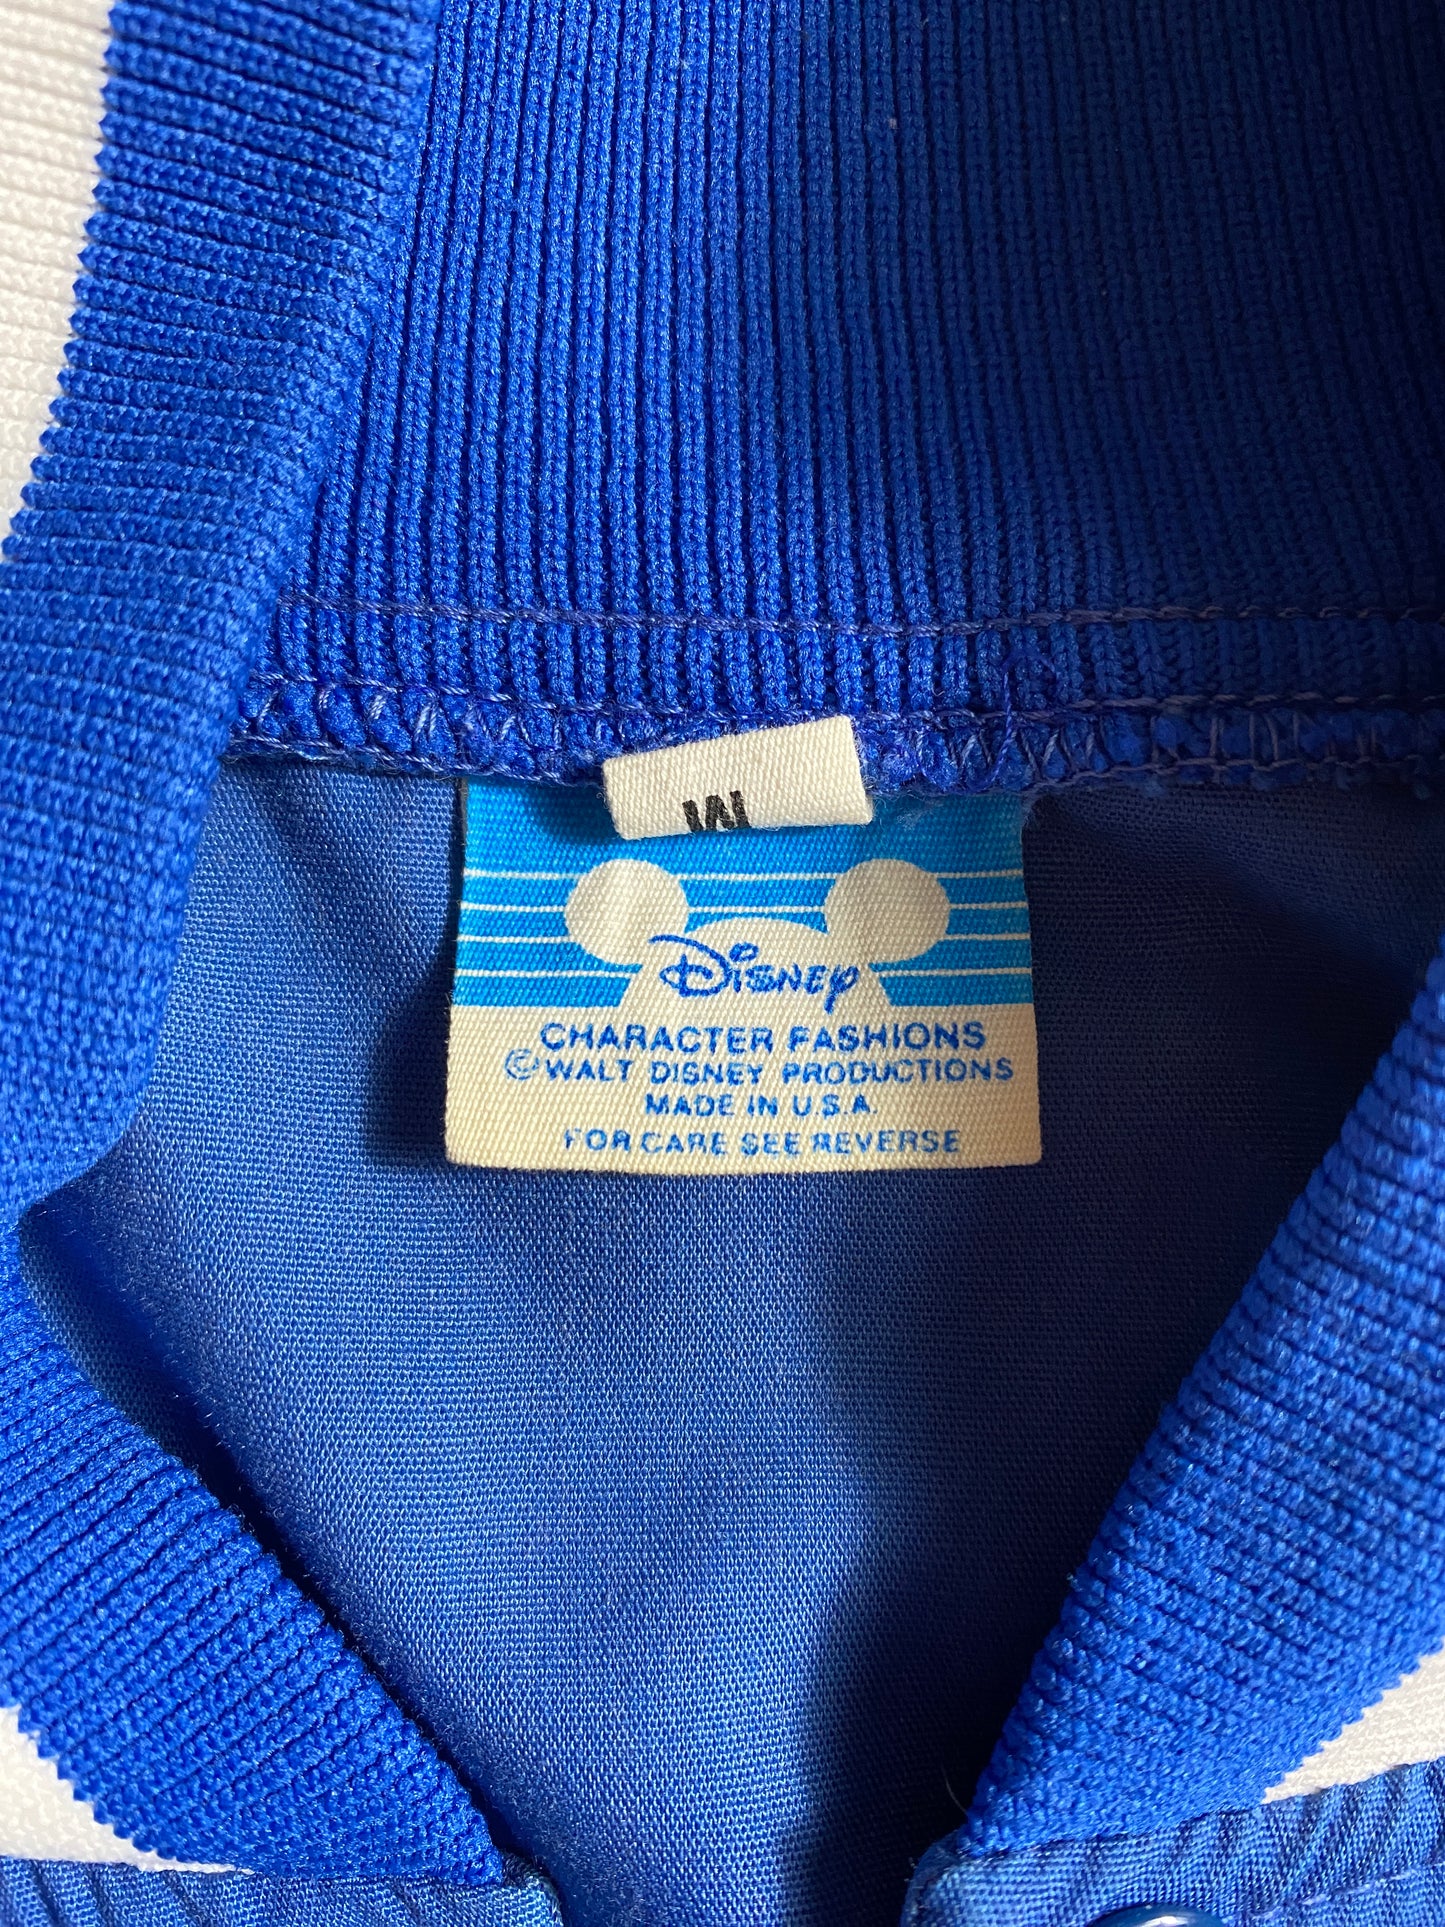 M
Disney
CHARACTER FASHIONS
©WALT DISNEY PRODUCTIONS
MADE IN U.S.A.
FOR CARE SEE REVERSE